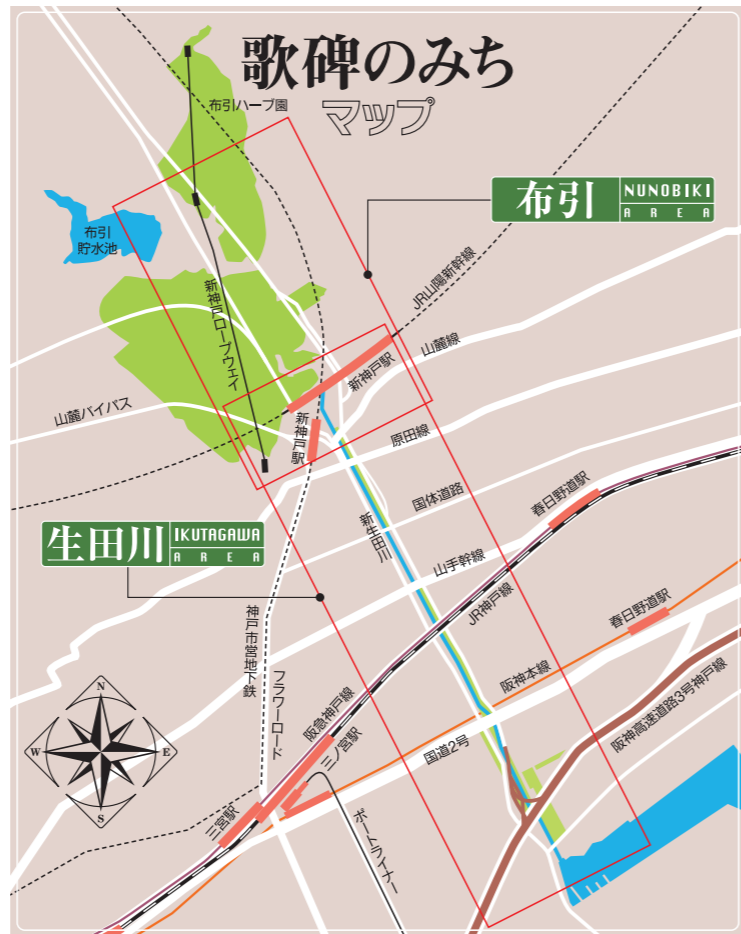 歌碑のみち
マップ
布引ハーブ園
布引
NUNOBIKI
AREA
布引
貯水池
JR山陽新幹線
新神戸ロープウェイ
山麓線
新神戸駅
山麓バイパス
新神戸駅
原田線
国体道路
春日野道駅
生田川
IKUTAGAWA
AREA
新生田川
山手幹線
JR神戸線
春日野道駅
神戸市営地下鉄
フラワーロード
阪神本線
阪神高速道路3号神戸線
阪急神戸線
三ノ宮駅
国道2号
N
W
E
S
三宮駅
ポートライナー